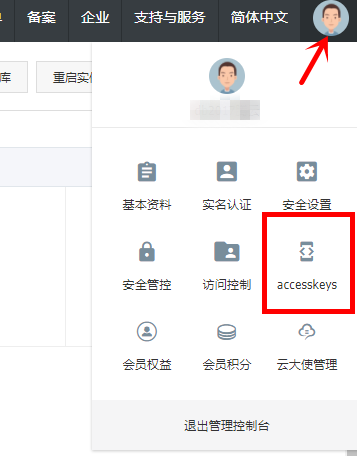 备案 企业 支持与服务 简体中文
库 重启实
基本资料 实名认证 安全设置
安全管控 访问控制 accesskeys
会员权益 会员积分 云大使管理
退出管理控制台